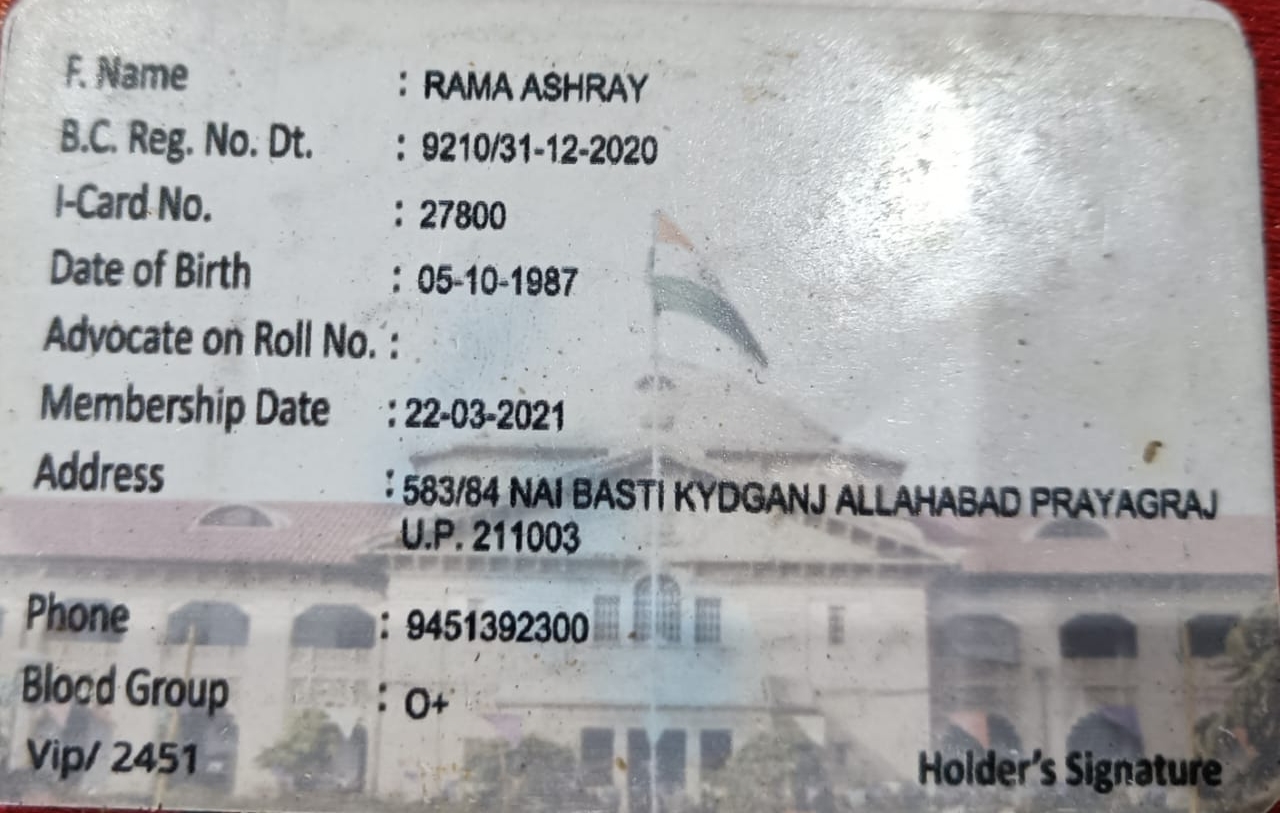 F. Name : RAMA ASHRAY
B.C. Reg. No. Dt. : 9210/31-12-2020
I-Card No. : 27800
Date of Birth : 05-10-1987
Advocate on Roll No. :
Membership Date : 22-03-2021
Address : 583/84 NAI BASTI KYDGANJ ALLAHABAD PRAYAGRAJ
U.P. 211003
Phone : 9451392300
Blood Group : O+
Vip/ 2451
Holder's Signature